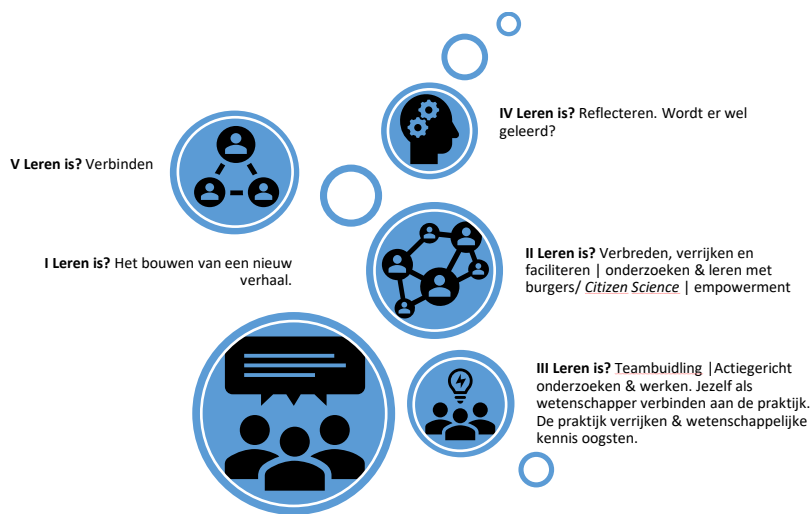 IV Leren is? Reflecteren. Wordt er wel
geleerd?
V Leren is? Verbinden
I Leren is? Het bouwen van een nieuw
verhaal.
II Leren is? Verbreden, verrijken en
faciliteren | onderzoeken & leren met
burgers/ Citizen Science | empowerment
III Leren is? Teambuidling |Actiegericht
onderzoeken & werken. Jezelf als
wetenschapper verbinden aan de praktijk.
De praktijk verrijken & wetenschappelijke
kennis oogsten.